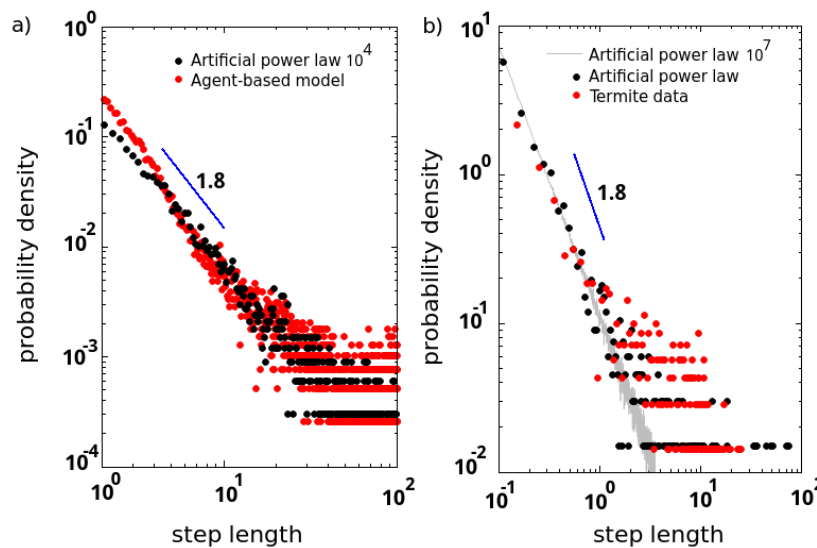 a)
10^0
10^-1
10^-2
10^-3
10^-4
probability density
Artificial power law 10^4
Agent-based model
1.8
10^0
10^1
10^2
step length
b)
10^1
10^0
10^-1
10^-2
probability density
Artificial power law 10^7
Artificial power law
Termite data
1.8
10^-1
10^0
10^1
10^2
step length